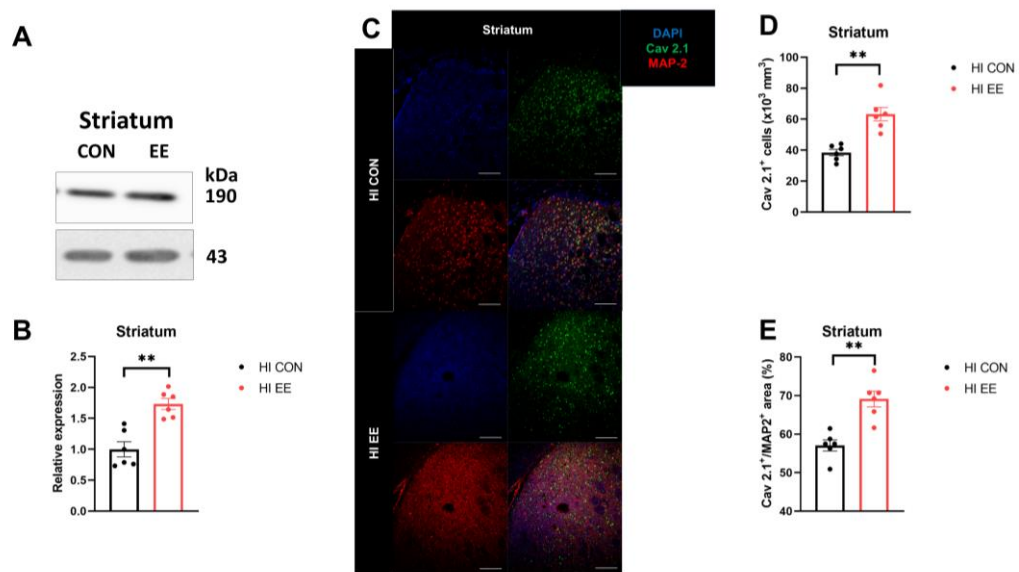 A
Striatum
CON EE
kDa
190
43
B
Striatum
**
Relative expression
2.5
2.0
1.5
1.0
0.5
0.0
HI CON
HI EE
C
Striatum
DAPI
Cav 2.1
MAP-2
HI CON
HI EE
D
Striatum
**
Cav 2.1⁺ cells (x10³ mm³)
100
80
60
40
20
0
HI CON
HI EE
E
Striatum
**
Cav 2.1⁺/MAP2⁺ area (%)
80
70
60
50
40
HI CON
HI EE